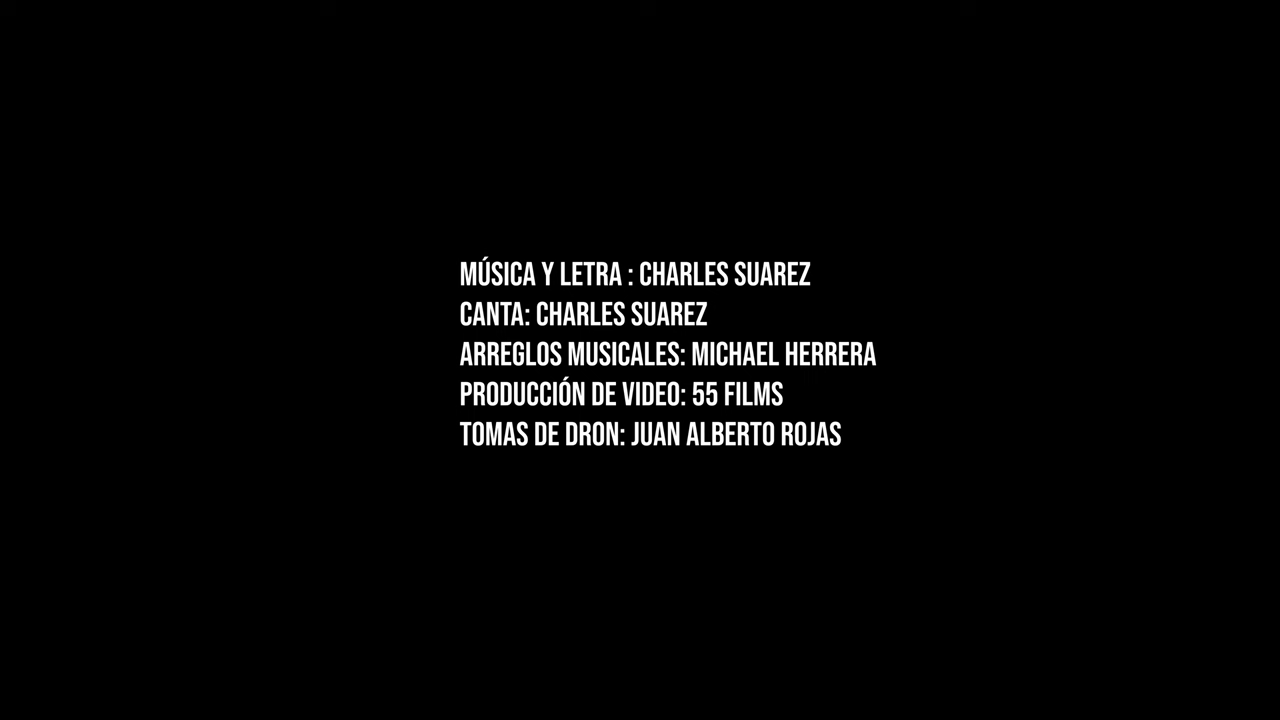 MÚSICA Y LETRA : CHARLES SUAREZ
CANTA: CHARLES SUAREZ
ARREGLOS MUSICALES: MICHAEL HERRERA
PRODUCCIÓN DE VIDEO: 55 FILMS
TOMAS DE DRON: JUAN ALBERTO ROJAS